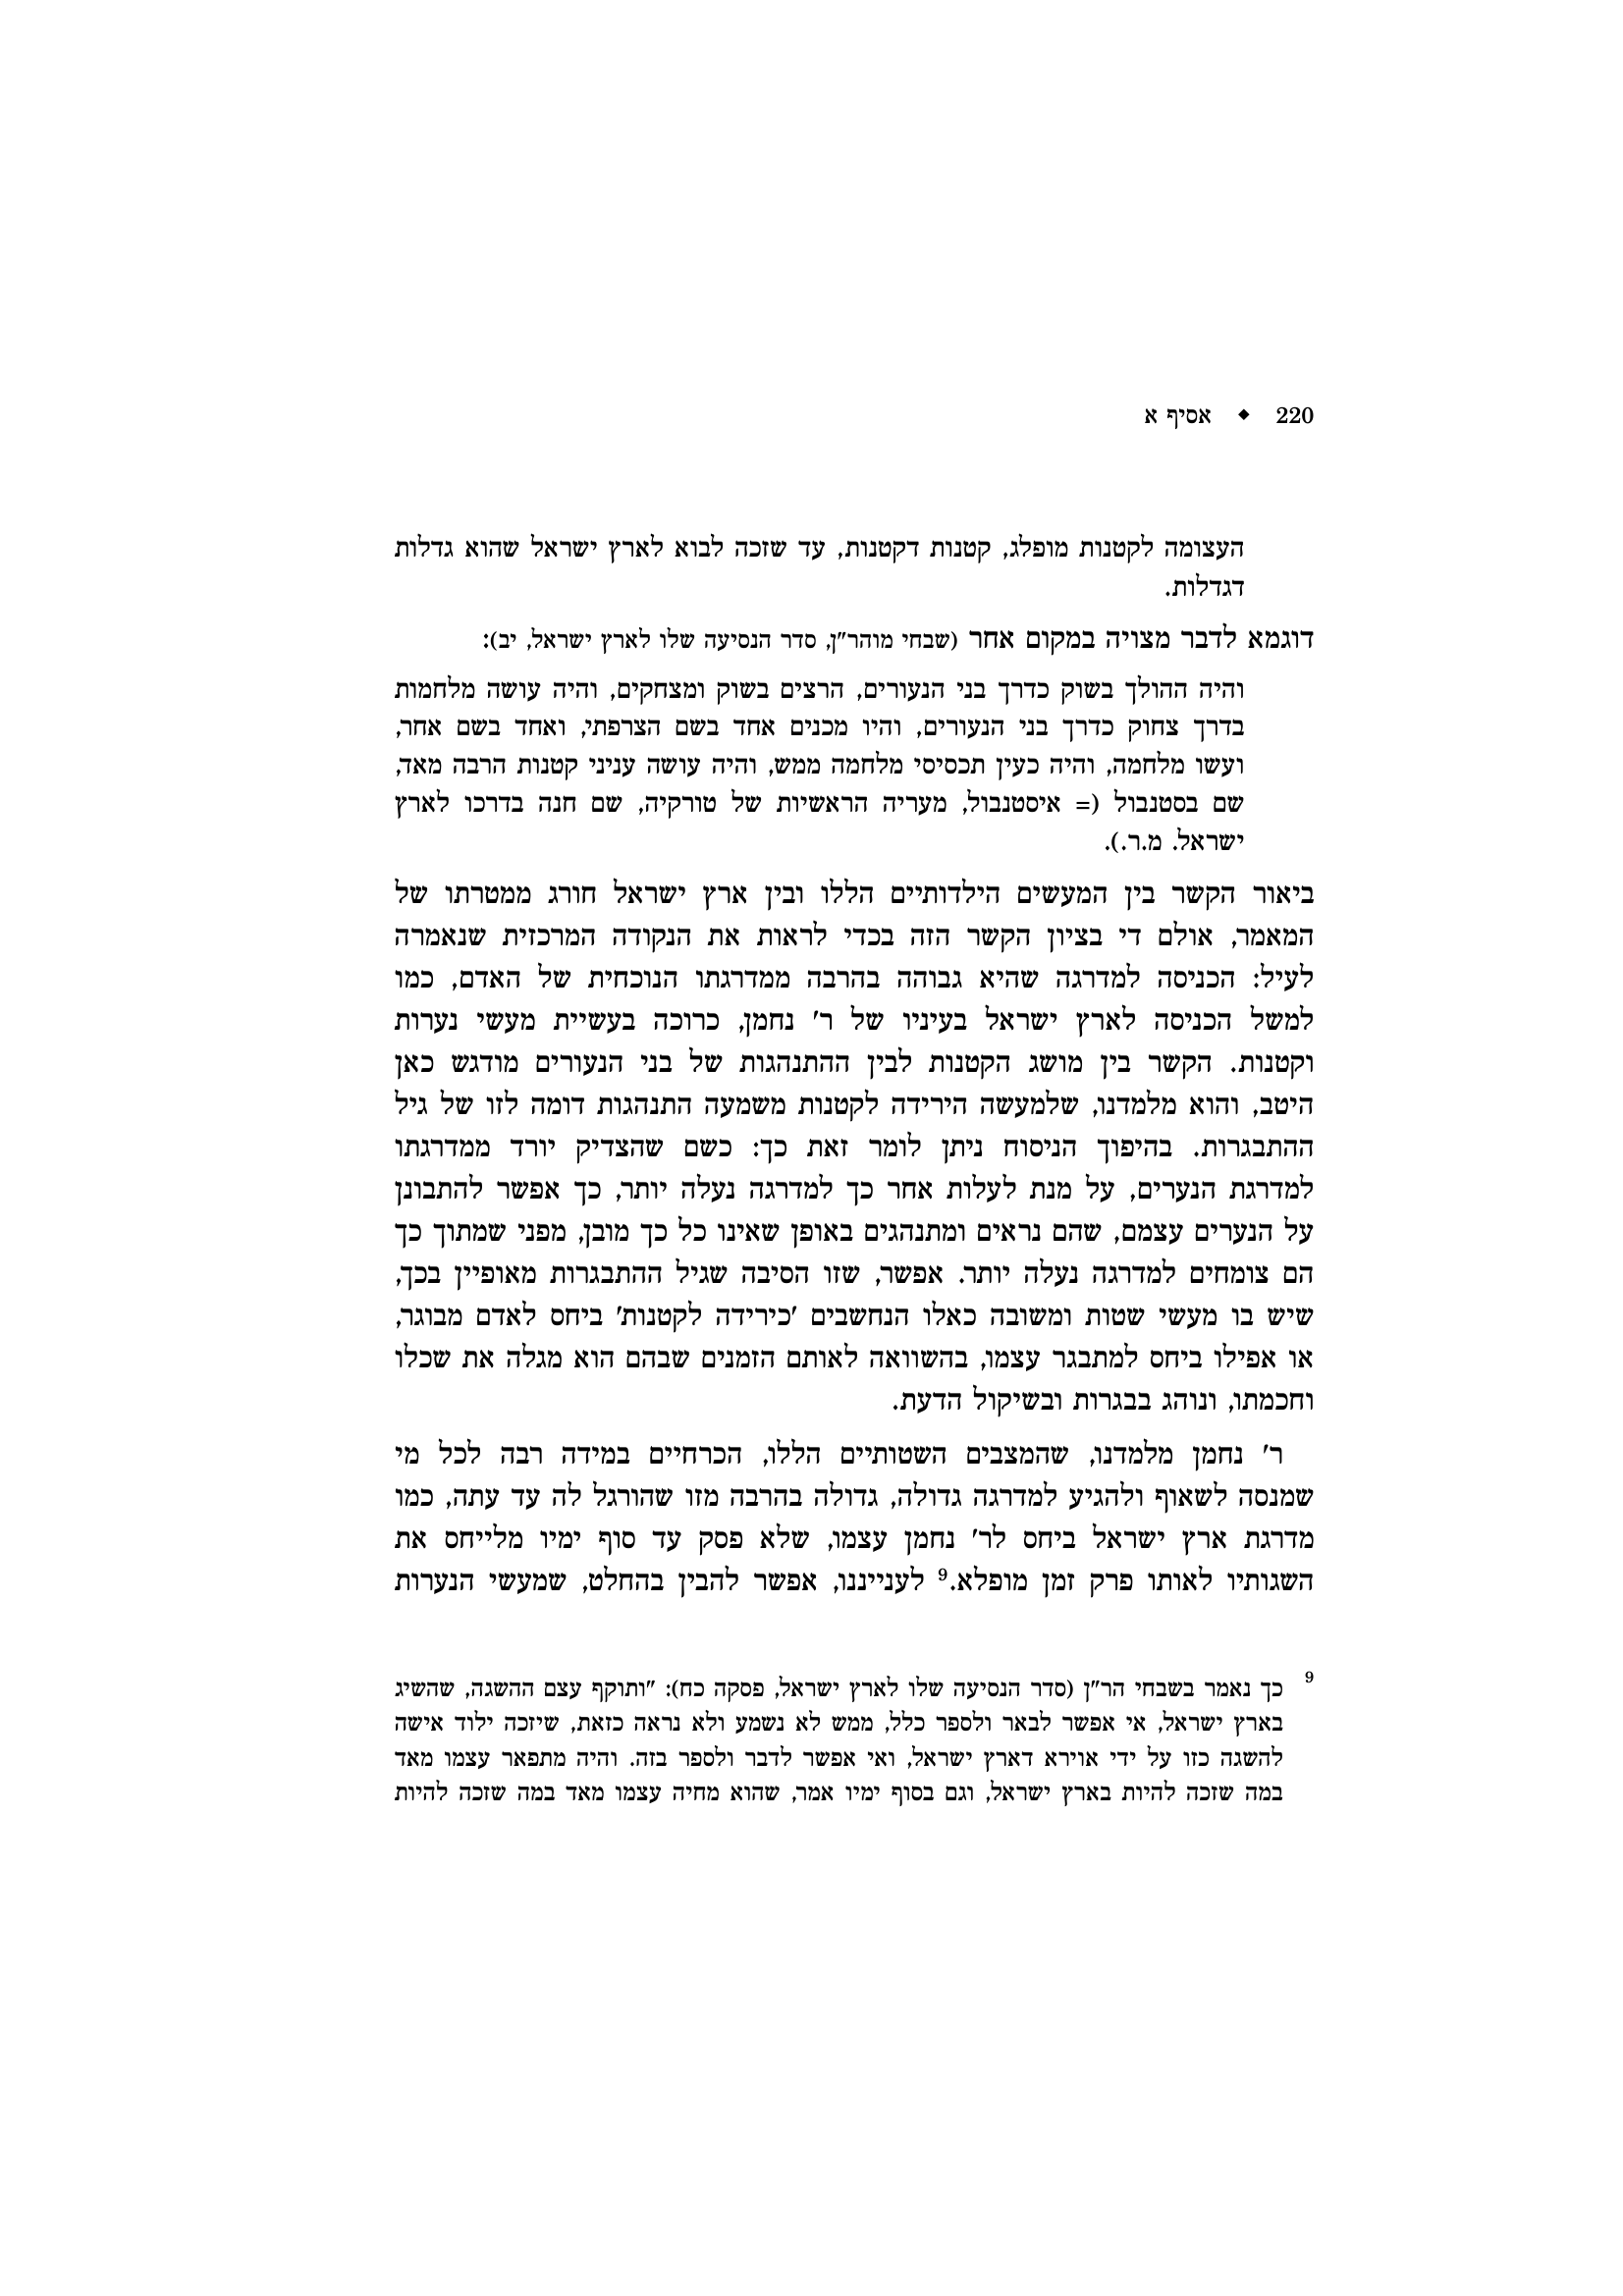 220 ◆ אסיף א
העצומה לקטנות מופלג, קטנות דקטנות, עד שזכה לבוא לארץ ישראל שהוא גדלות
דגדלות.
דוגמא לדבר מצויה במקום אחר (שבחי מוהר"ן, סדר הנסיעה שלו לארץ ישראל, יב):
והיה ההולך בשוק כדרך בני הנעורים, הרצים בשוק ומצחקים, והיה עושה מלחמות
בדרך צחוק כדרך בני הנעורים, והיו מכנים אחד בשם הצרפתי, ואחד בשם אחר,
ועשו מלחמה, והיה כעין תכסיסי מלחמה ממש, והיה עושה עניני קטנות הרבה מאד,
שם בסטנבול (= איסטנבול, מעריה הראשיות של טורקיה, שם חנה בדרכו לארץ
ישראל. מ.ר.).
ביאור הקשר בין המעשים הילדותיים הללו ובין ארץ ישראל חורג ממטרתו של
המאמר, אולם די בציון הקשר הזה בכדי לראות את הנקודה המרכזית שנאמרה
לעיל: הכניסה למדרגה שהיא גבוהה בהרבה ממדרגתו הנוכחית של האדם, כמו
למשל הכניסה לארץ ישראל בעיניו של ר' נחמן, כרוכה בעשיית מעשי נערות
וקטנות. הקשר בין מושג הקטנות לבין ההתנהגות של בני הנעורים מודגש כאן
היטב, והוא מלמדנו, שלמעשה הירידה לקטנות משמעה התנהגות דומה לזו של גיל
ההתבגרות. בהיפוך הניסוח ניתן לומר זאת כך: כשם שהצדיק יורד ממדרגתו
למדרגת הנערים, על מנת לעלות אחר כך למדרגה נעלה יותר, כך אפשר להתבונן
על הנערים עצמם, שהם נראים ומתנהגים באופן שאינו כל כך מובן, מפני שמתוך כך
הם צומחים למדרגה נעלה יותר. אפשר, שזו הסיבה שגיל ההתבגרות מאופיין בכך,
שיש בו מעשי שטות ומשובה כאלו הנחשבים 'כירידה לקטנות' ביחס לאדם מבוגר,
או אפילו ביחס למתבגר עצמו, בהשוואה לאותם הזמנים שבהם הוא מגלה את שכלו
וחכמתו, ונוהג בבגרות ובשיקול הדעת.
ר' נחמן מלמדנו, שהמצבים השטותיים הללו, הכרחיים במידה רבה לכל מי
שמנסה לשאוף ולהגיע למדרגה גדולה, גדולה בהרבה מזו שהורגל לה עד עתה, כמו
מדרגת ארץ ישראל ביחס לר' נחמן עצמו, שלא פסק עד סוף ימיו מלייחס את
השגותיו לאותו פרק זמן מופלא.9 לענייננו, אפשר להבין בהחלט, שמעשי הנערות
9 כך נאמר בשבחי הר"ן (סדר הנסיעה שלו לארץ ישראל, פסקה כח): "ותוקף עצם ההשגה, שהשיג
בארץ ישראל, אי אפשר לבאר ולספר כלל, ממש לא נשמע ולא נראה כזאת, שיזכה ילוד אישה
להשגה כזו על ידי אוירא דארץ ישראל, ואי אפשר לדבר ולספר בזה. והיה מתפאר עצמו מאד
במה שזכה להיות בארץ ישראל, וגם בסוף ימיו אמר, שהוא מחיה עצמו מאד במה שזכה להיות